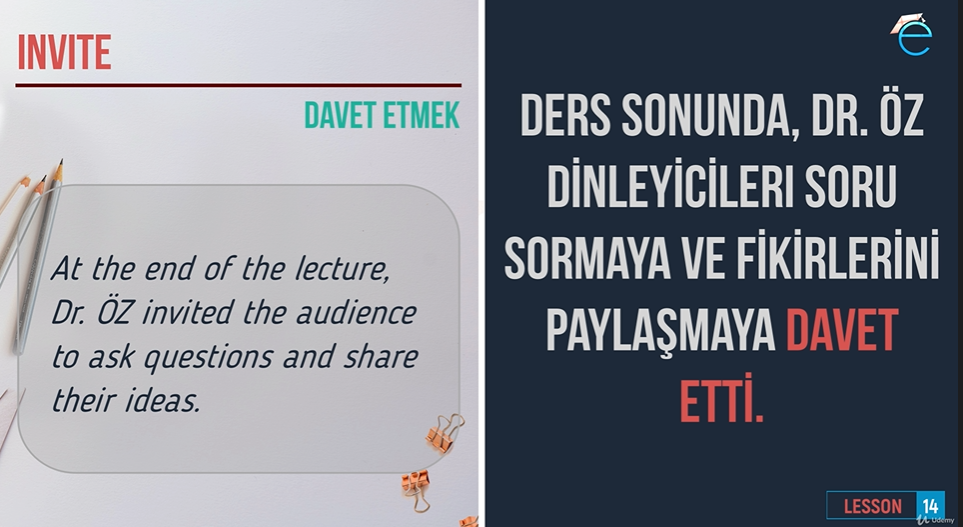 INVITE
DAVET ETMEK
At the end of the lecture,
Dr. ÖZ invited the audience
to ask questions and share
their ideas.
DERS SONUNDA, DR. ÖZ
DİNLEYİCİLERI SORU
SORMAYA VE FİKİRLERİNİ
PAYLAŞMAYA DAVET
ETTİ.
LESSON 14
Udemy